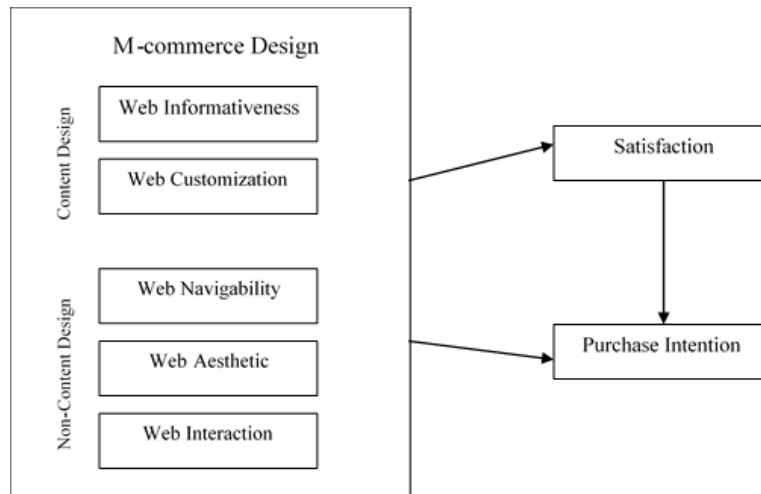 M-commerce Design
Content Design
Web Informativeness
Web Customization
Satisfaction
Non-Content Design
Web Navigability
Web Aesthetic
Web Interaction
Purchase Intention